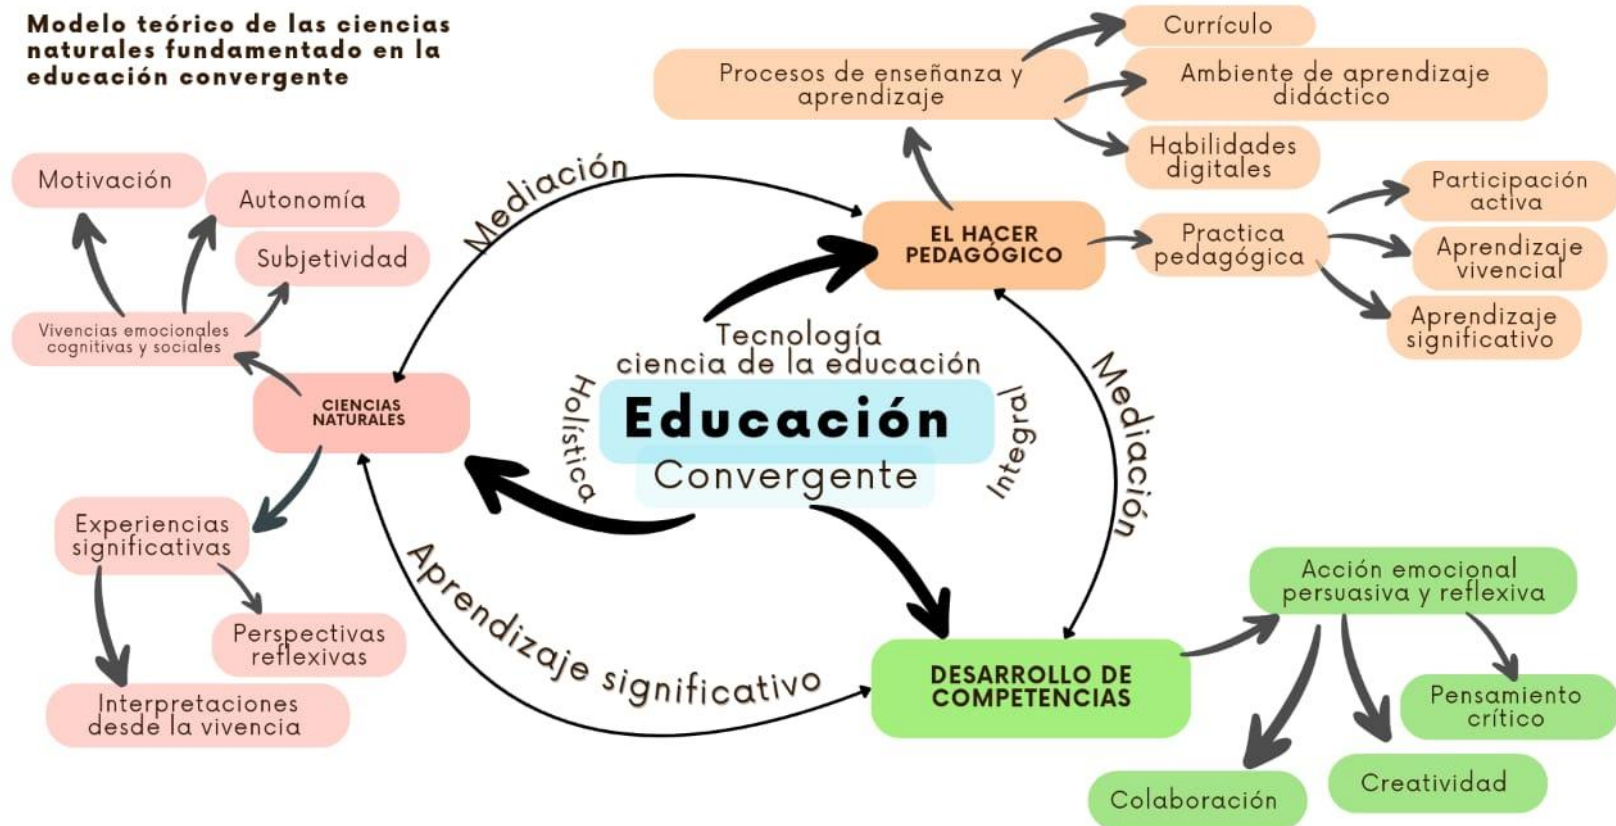 Modelo teórico de las ciencias
naturales fundamentado en la
educación convergente
Procesos de enseñanza y
aprendizaje
Currículo
Ambiente de aprendizaje
didáctico
Habilidades
digitales
Motivación
Autonomía
Subjetividad
Vivencias emocionales
cognitivas y sociales
CIENCIAS
NATURALES
Mediación
EL HACER
PEDAGÓGICO
Practica
pedagógica
Participación
activa
Aprendizaje
vivencial
Aprendizaje
significativo
Tecnología
ciencia de la educación
Holística
Educación
Convergente
Integral
Mediación
Experiencias
significativas
Perspectivas
reflexivas
Interpretaciones
desde la vivencia
Aprendizaje significativo
DESARROLLO DE
COMPETENCIAS
Acción emocional
persuasiva y reflexiva
Pensamiento
crítico
Creatividad
Colaboración